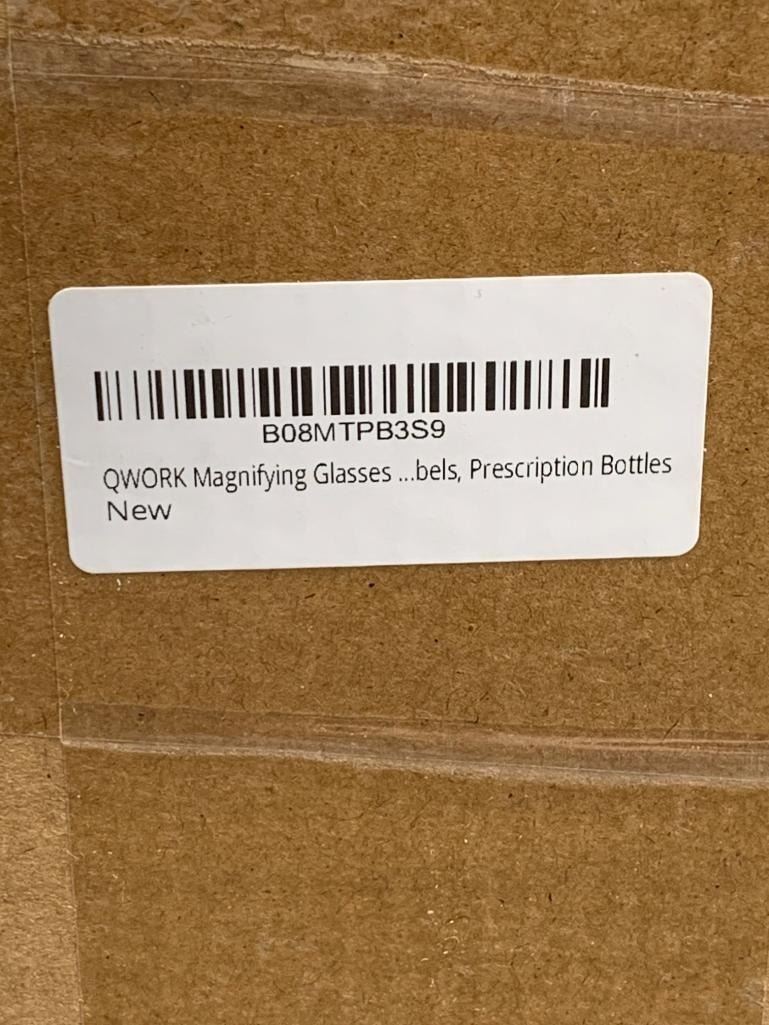 B08MTPB3S9
QWORK Magnifying Glasses ...bels, Prescription Bottles
New